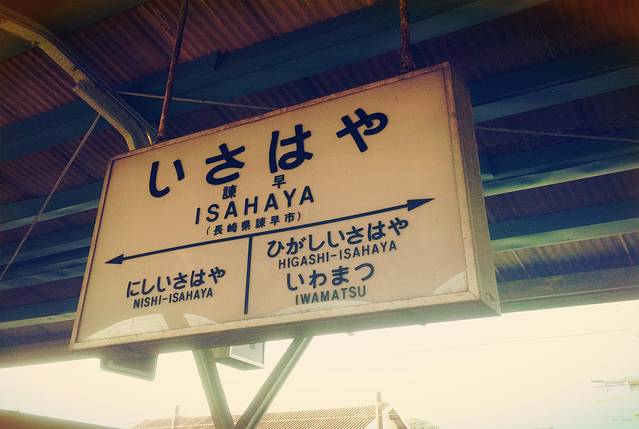 いさはや
諫早
ISAHAYA
(長崎県諫早市)
にしいさはや
NISHI-ISAHAYA
ひがしいさはや
HIGASHI-ISAHAYA
いわまつ
IWAMATSU